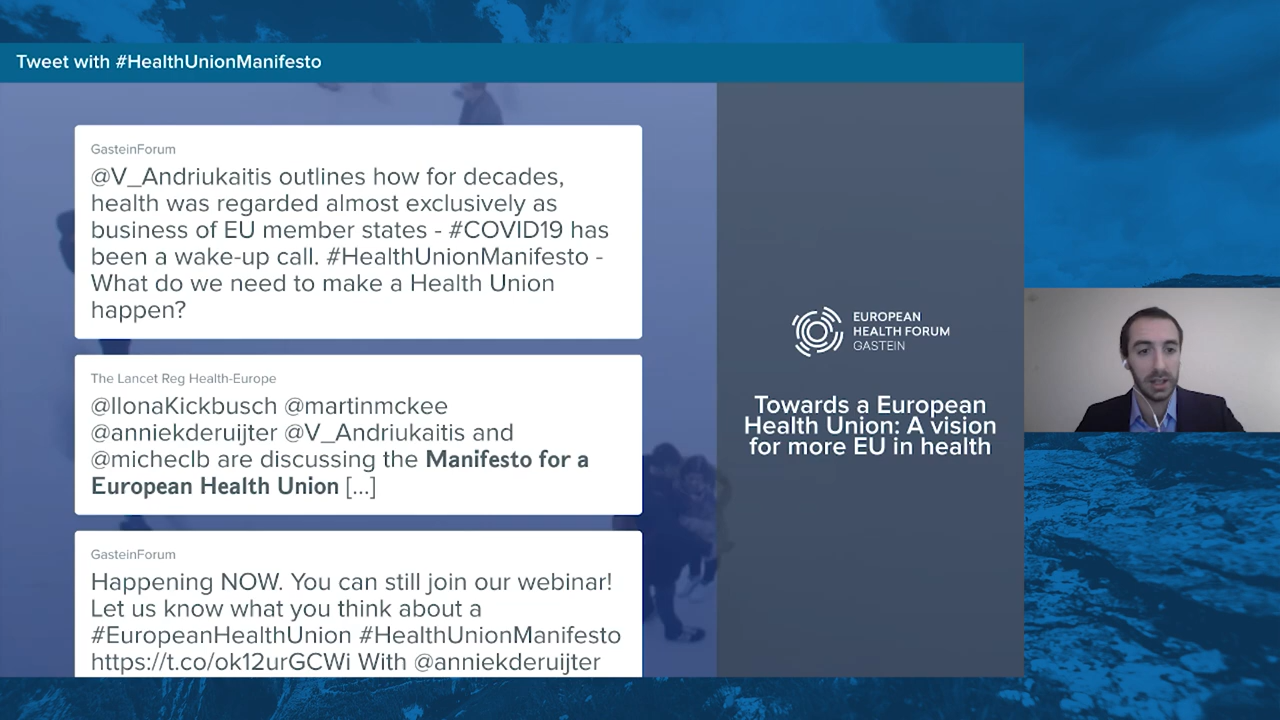 Tweet with #HealthUnionManifesto
GasteinForum
@V_Andriukaitis outlines how for decades,
health was regarded almost exclusively as
business of EU member states - #COVID19 has
been a wake-up call. #HealthUnionManifesto -
What do we need to make a Health Union
happen?
The Lancet Reg Health-Europe
@IlonaKickbusch @martinmckee
@anniekderuijter @V_Andriukaitis and
@micheclb are discussing the Manifesto for a
European Health Union [...]
GasteinForum
Happening NOW. You can still join our webinar!
Let us know what you think about a
#EuropeanHealthUnion #HealthUnionManifesto
https://t.co/ok12urGCWi With @anniekderuijter
EUROPEAN
HEALTH FORUM
GASTEIN
Towards a European
Health Union: A vision
for more EU in health